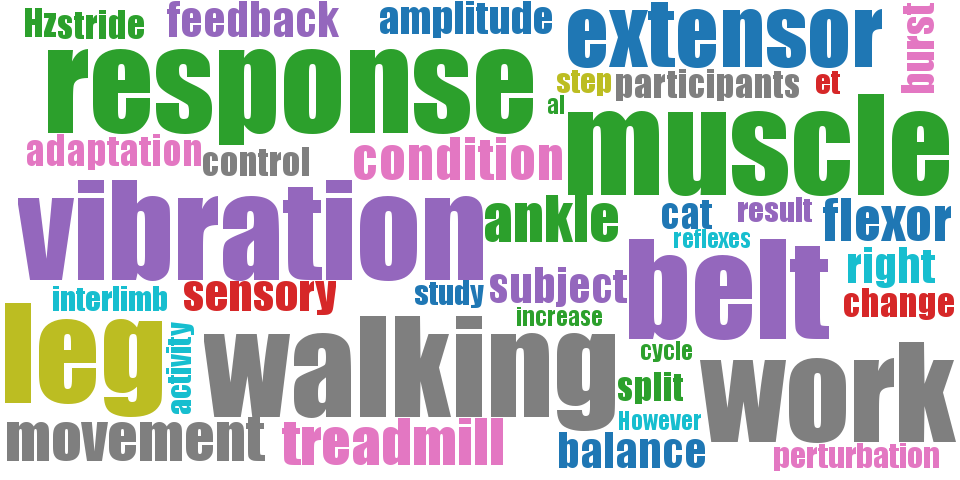 Hz
stride
feedback
amplitude
extensor
burst
response
step
participants
et
al
muscle
adaptation
control
condition
vibration
ankle
cat
result
flexor
reflexes
belt
right
interlimb
sensory
study
subject
change
increase
leg
activity
walking
cycle
work
split
However
movement
treadmill
balance
perturbation